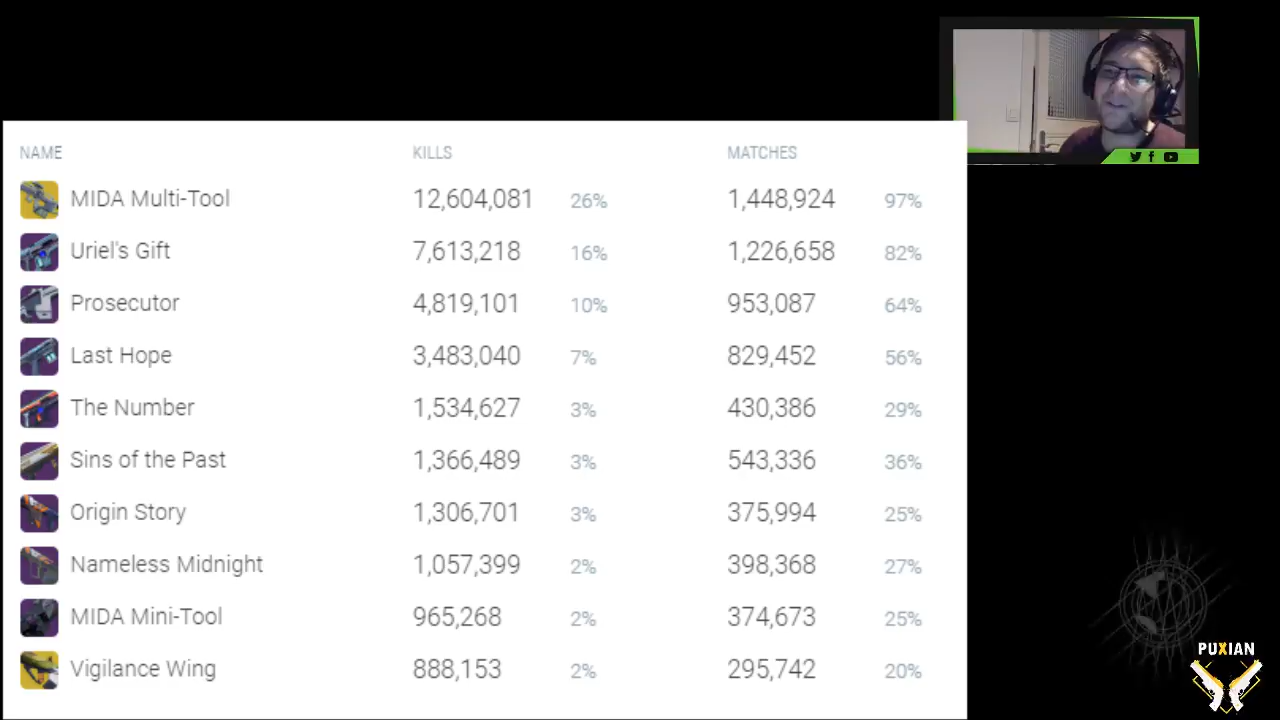 NAME KILLS MATCHES
MIDA Multi-Tool 12,604,081 26% 1,448,924 97%
Uriel's Gift 7,613,218 16% 1,226,658 82%
Prosecutor 4,819,101 10% 953,087 64%
Last Hope 3,483,040 7% 829,452 56%
The Number 1,534,627 3% 430,386 29%
Sins of the Past 1,366,489 3% 543,336 36%
Origin Story 1,306,701 3% 375,994 25%
Nameless Midnight 1,057,399 2% 398,368 27%
MIDA Mini-Tool 965,268 2% 374,673 25%
Vigilance Wing 888,153 2% 295,742 20%
PUXIAN